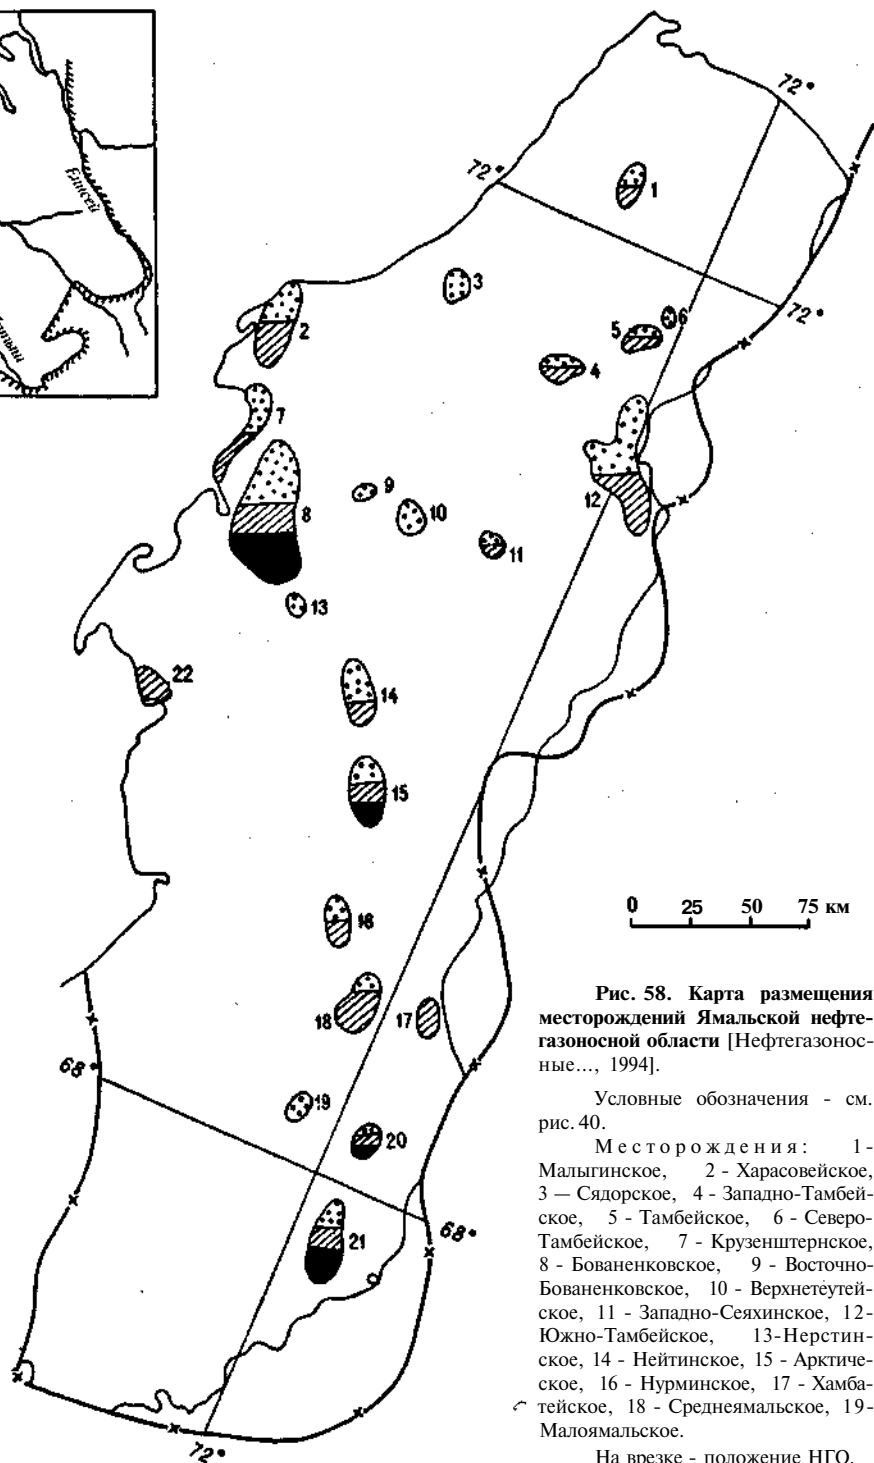 Енисей
72°
72°
1
3
6
72°
2
5
4
7
9
12
8
10
11
13
22
14
15
0 25 50 75 км
16
18
17
68°
19
20
21
68°
72°
Рис. 58. Карта размещения
месторождений Ямальской нефте-
газоносной области [Нефтегазонос-
ные..., 1994].
Условные обозначения - см.
рис. 40.
Месторождения: 1 -
Малыгинское, 2 - Харасовейское,
3 — Сядорское, 4 - Западно-Тамбей-
ское, 5 - Тамбейское, 6 - Северо-
Тамбейское, 7 - Крузенштернское,
8 - Бованенковское, 9 - Восточно-
Бованенковское, 10 - Верхнетеутей-
ское, 11 - Западно-Сеяхинское, 12-
Южно-Тамбейское, 13-Нерстин-
ское, 14 - Нейтинское, 15 - Арктиче-
ское, 16 - Нурминское, 17 - Хамба-
тейское, 18 - Среднеямальское, 19-
Малоямальское.
На врезке - положение НГО.